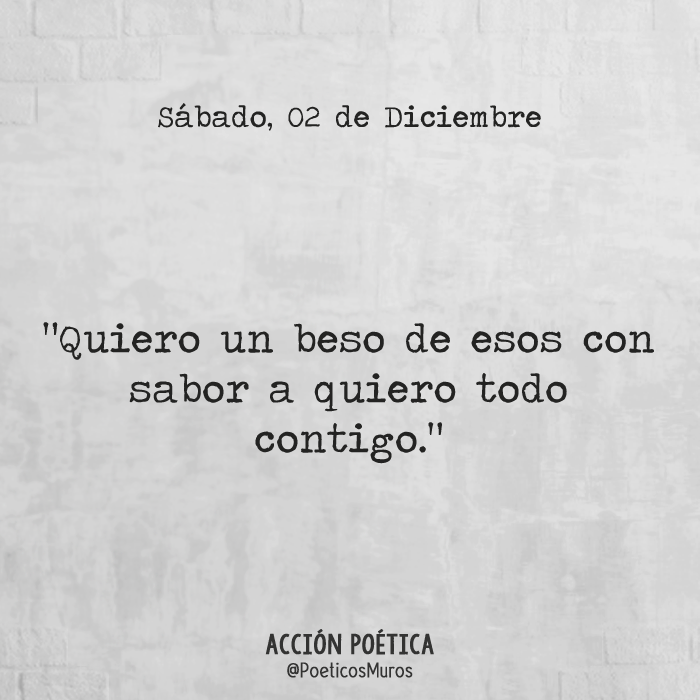 Sábado, 02 de Diciembre
"Quiero un beso de esos con
sabor a quiero todo
contigo."
ACCIÓN POÉTICA
@PoeticosMuros